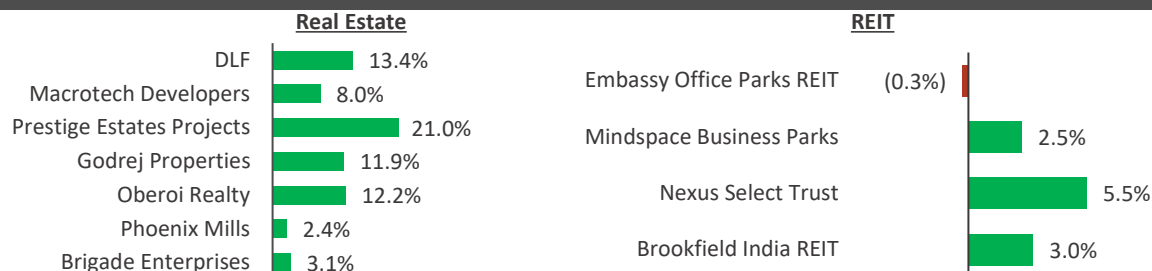 Real Estate
DLF 13.4%
Macrotech Developers 8.0%
Prestige Estates Projects 21.0%
Godrej Properties 11.9%
Oberoi Realty 12.2%
Phoenix Mills 2.4%
Brigade Enterprises 3.1%
REIT
Embassy Office Parks REIT (0.3%)
Mindspace Business Parks 2.5%
Nexus Select Trust 5.5%
Brookfield India REIT 3.0%